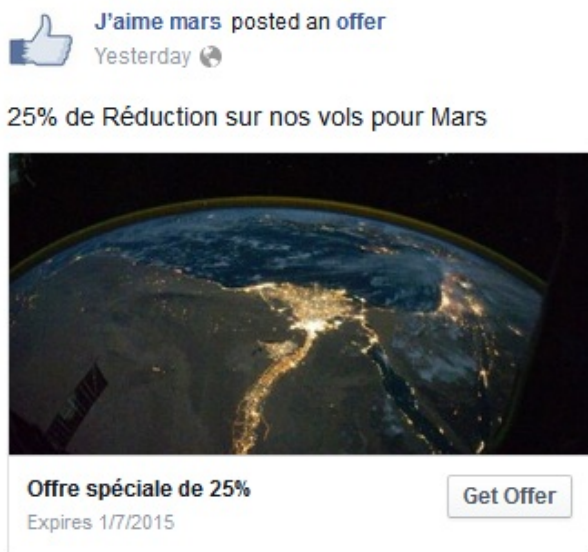 J'aime mars posted an offer
Yesterday
25% de Réduction sur nos vols pour Mars
Offre spéciale de 25%
Get Offer
Expires 1/7/2015